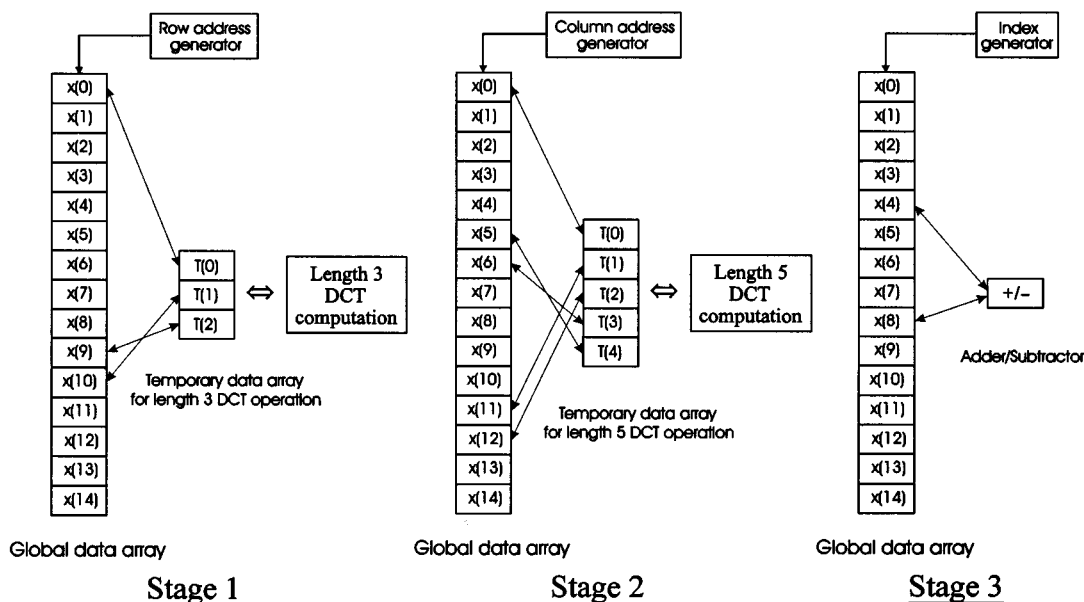 Row address
generator
x(0)
x(1)
x(2)
x(3)
x(4)
x(5)
x(6)
x(7)
x(8)
x(9)
x(10)
x(11)
x(12)
x(13)
x(14)
T(0)
T(1)
T(2)
Length 3
DCT
computation
Temporary data array
for length 3 DCT operation
Global data array
Stage 1
Column address
generator
x(0)
x(1)
x(2)
x(3)
x(4)
x(5)
x(6)
x(7)
x(8)
x(9)
x(10)
x(11)
x(12)
x(13)
x(14)
T(0)
T(1)
T(2)
T(3)
T(4)
Length 5
DCT
computation
Temporary data array
for length 5 DCT operation
Global data array
Stage 2
Index
generator
x(0)
x(1)
x(2)
x(3)
x(4)
x(5)
x(6)
x(7)
x(8)
x(9)
x(10)
x(11)
x(12)
x(13)
x(14)
+/−
Adder/Subtractor
Global data array
Stage 3